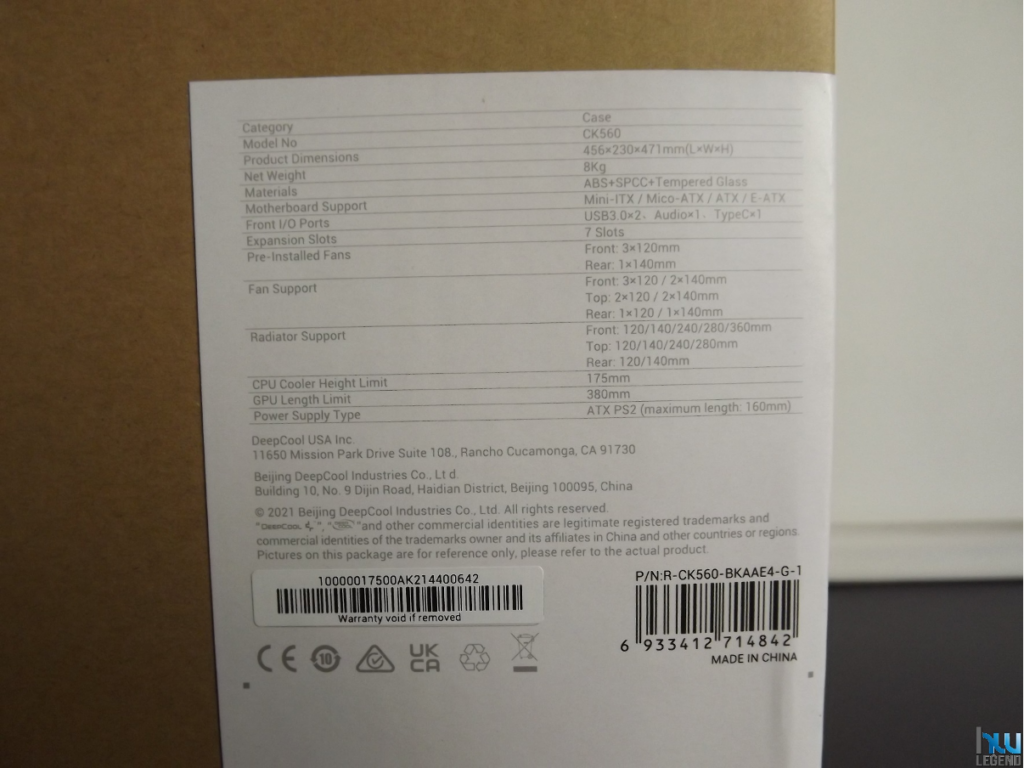 Category Case
Model No CK560
Product Dimensions 456×230×471mm(L×W×H)
Net Weight 8Kg
Materials ABS+SPCC+Tempered Glass
Motherboard Support Mini-ITX / Mico-ATX / ATX / E-ATX
Front I/O Ports USB3.0×2、Audio×1、TypeC×1
Expansion Slots 7 Slots
Pre-Installed Fans Front: 3×120mm
Rear: 1×140mm
Fan Support Front: 3×120 / 2×140mm
Top: 2×120 / 2×140mm
Rear: 1×120 / 1×140mm
Radiator Support Front: 120/140/240/280/360mm
Top: 120/140/240/280mm
Rear: 120/140mm
CPU Cooler Height Limit 175mm
GPU Length Limit 380mm
Power Supply Type ATX PS2 (maximum length: 160mm)
DeepCool USA Inc.
11650 Mission Park Drive Suite 108., Rancho Cucamonga, CA 91730
Beijing DeepCool Industries Co., Lt d.
Building 10, No. 9 Dijin Road, Haidian District, Beijing 100095, China
© 2021 Beijing DeepCool Industries Co., Ltd. All rights reserved.
"DEEPCOOL", " "and other commercial identities are legitimate registered trademarks and
commercial identities of the trademarks owner and its affiliates in China and other countries or regions.
Pictures on this package are for reference only, please refer to the actual product.
10000017500AK214400642
Warranty void if removed
P/N:R-CK560-BKAAE4-G-1
6 933412 714842
MADE IN CHINA
CE 10 UK
CA
LEGEND